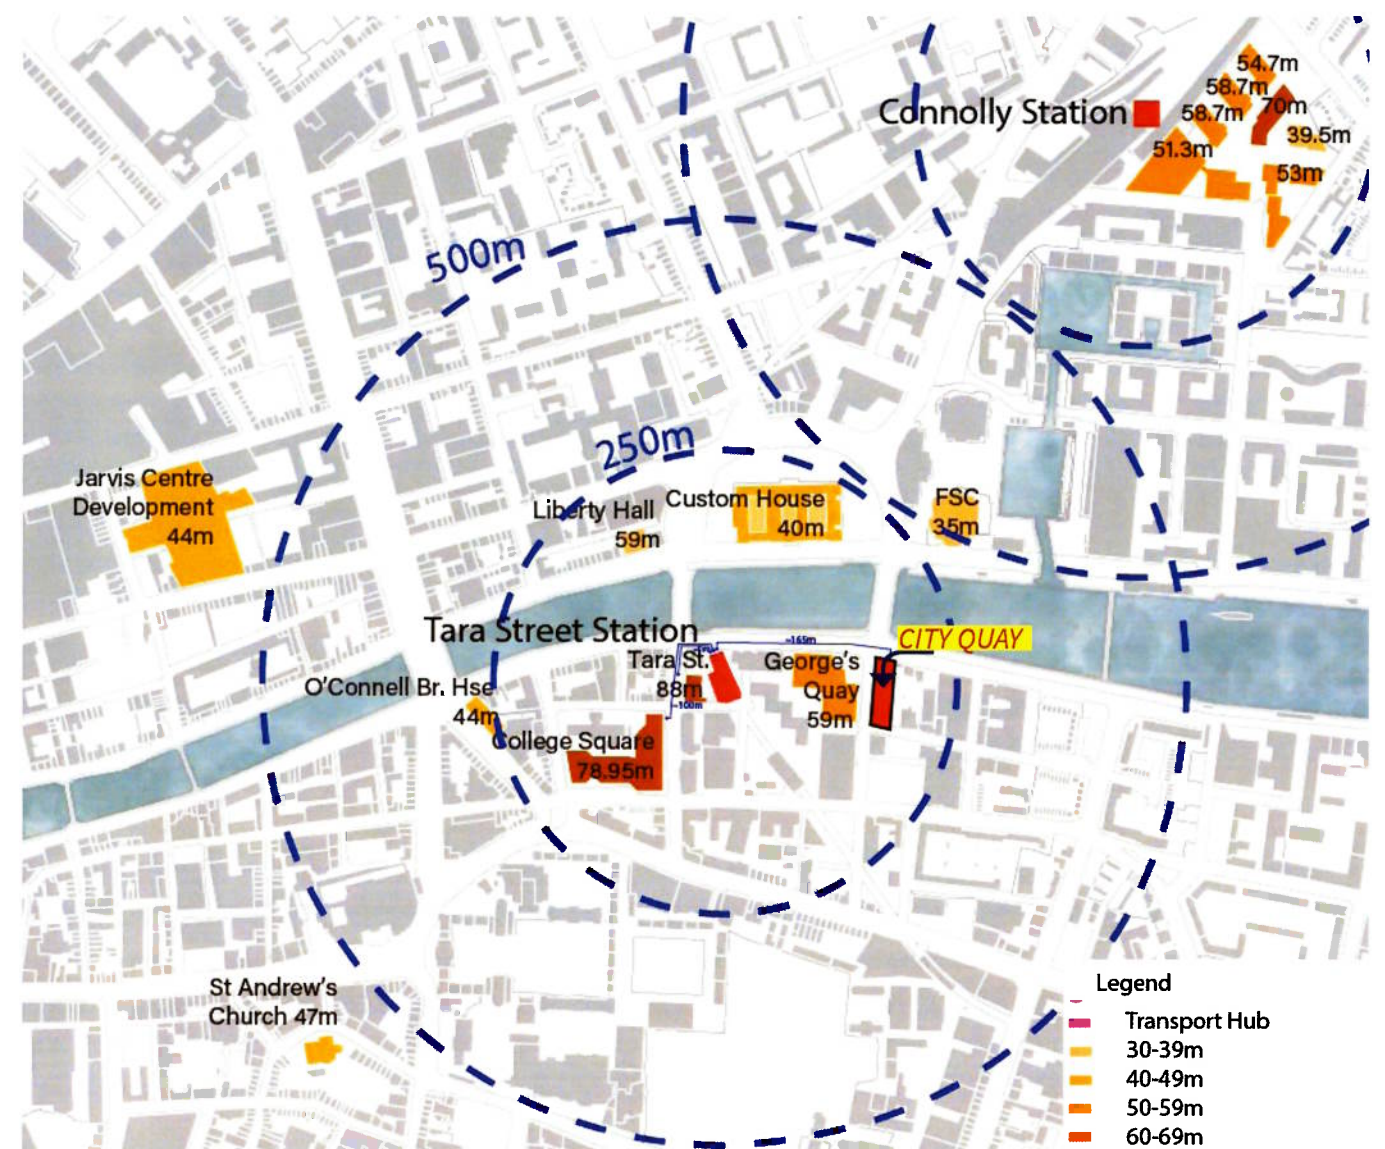 54.7m
58.7m
70m
Connolly Station
58.7m
39.5m
51.3m
53m
500m
250m
Jarvis Centre
Development
44m
Liberty Hall
59m
Custom House
40m
FSC
35m
Tara Street Station
~165m
CITY QUAY
Tara St.
88m
~100m
George's
Quay
59m
O'Connell Br. Hse
44m
College Square
78.95m
St Andrew's
Church 47m
Legend
Transport Hub
30-39m
40-49m
50-59m
60-69m